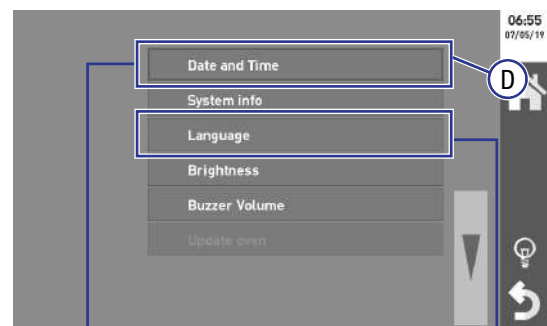 06:55
07/05/19
Date and Time
D
System info
Language
Brightness
Buzzer Volume
Update oven